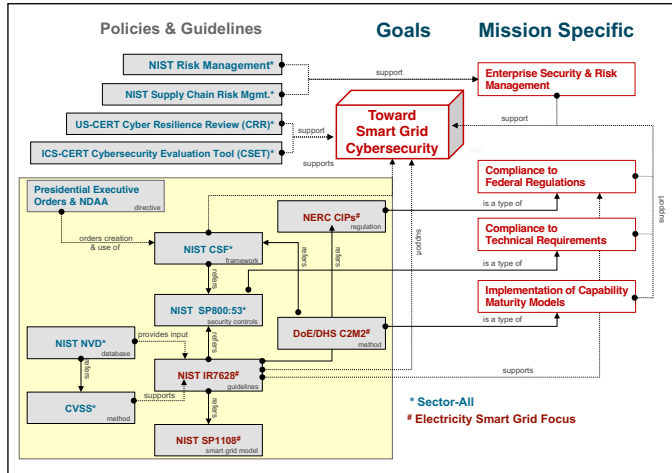 Policies & Guidelines
Goals
Mission Specific
NIST Risk Management*
NIST Supply Chain Risk Mgmt.*
support
Enterprise Security & Risk
Management
US-CERT Cyber Resilience Review (CRR)*
ICS-CERT Cybersecurity Evaluation Tool (CSET)*
support
supports
Toward
Smart Grid
Cybersecurity
support
Presidential Executive
Orders & NDAA
directive
orders creation
& use of
NIST CSF*
framework
NERC CIPs#
regulation
is a type of
Compliance to
Federal Regulations
support
refers
refers
refers
support
is a type of
Compliance to
Technical Requirements
NIST SP800:53*
security controls
DoE/DHS C2M2#
method
is a type of
Implementation of Capability
Maturity Models
NIST NVD*
database
provides input
refers
NIST IR7628#
guidelines
supports
refers
CVSS*
method
supports
refers
NIST SP1108#
smart grid model
* Sector-All
# Electricity Smart Grid Focus